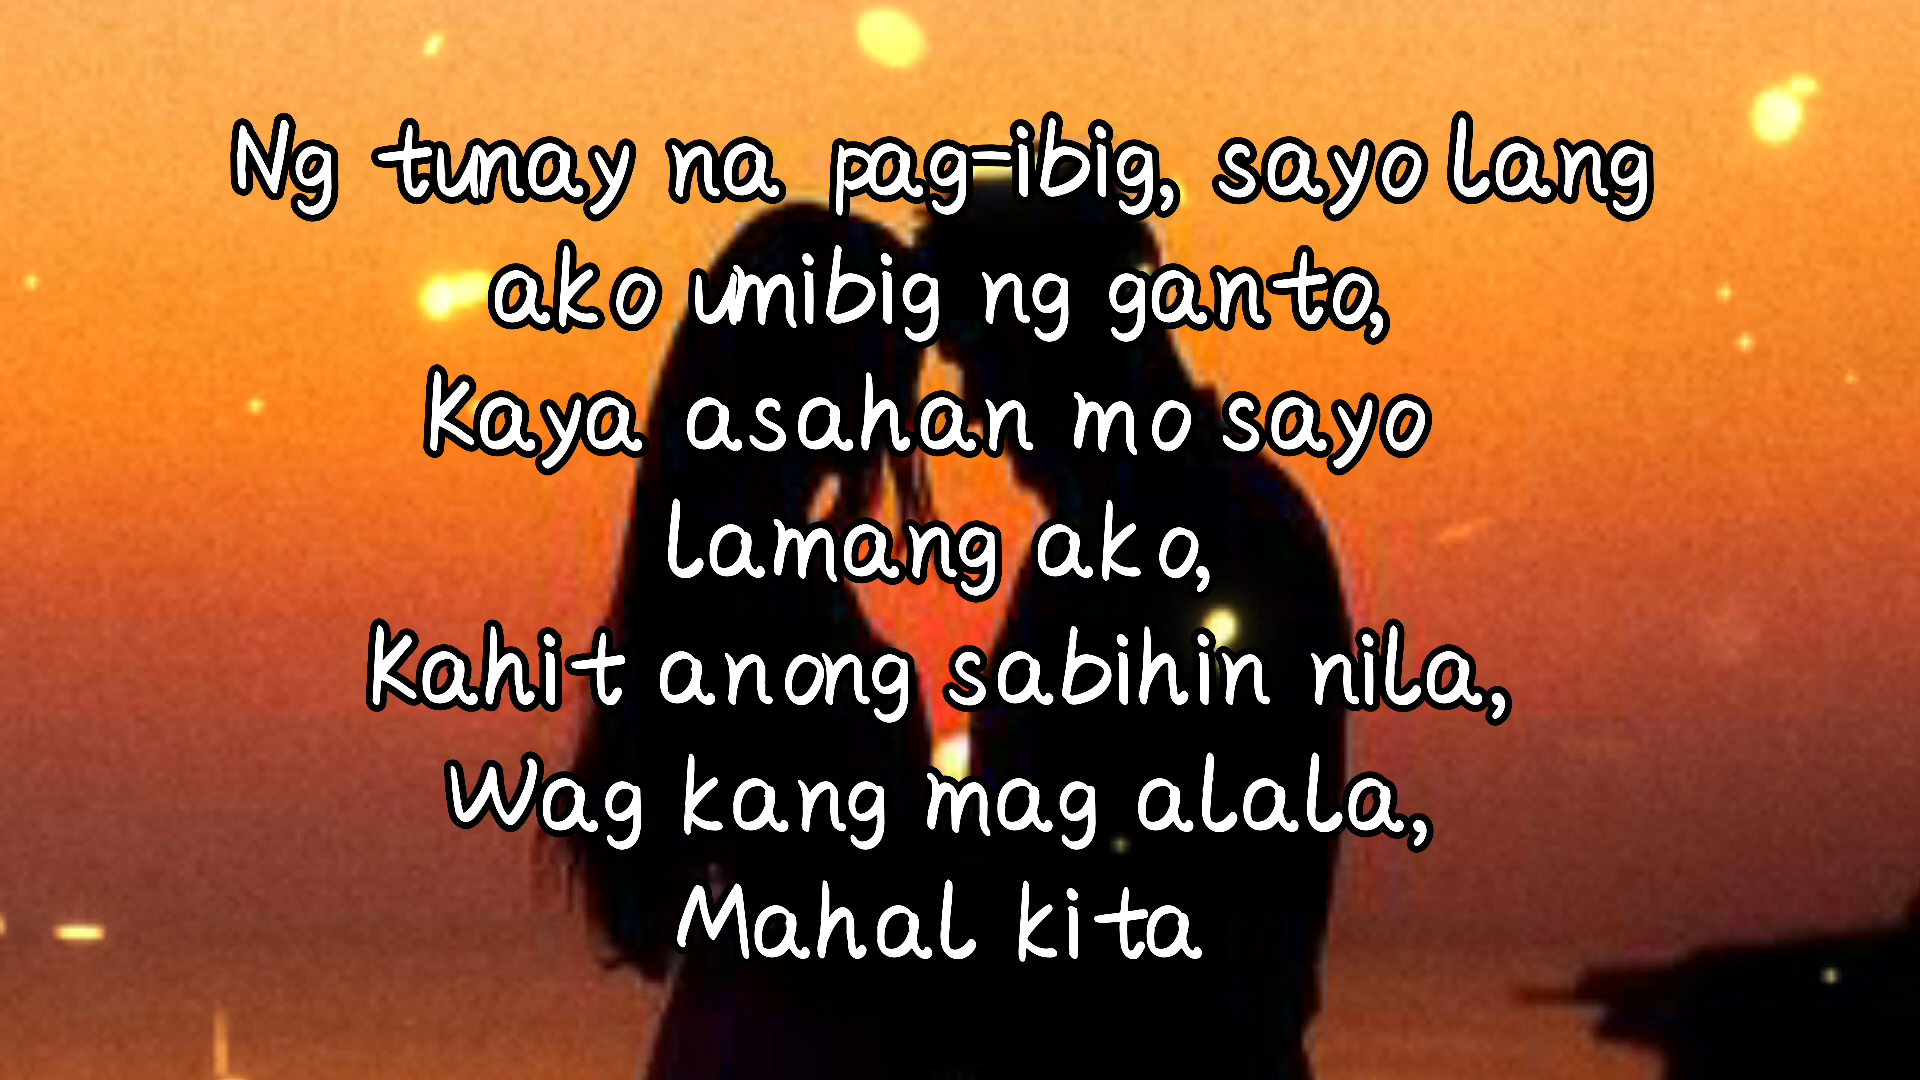 Ng tunay na pag-ibig, sayo lang
ako umibig ng ganto,
Kaya asahan mo sayo
lamang ako,
Kahit anong sabihin nila,
Wag kang mag alala,
Mahal kita